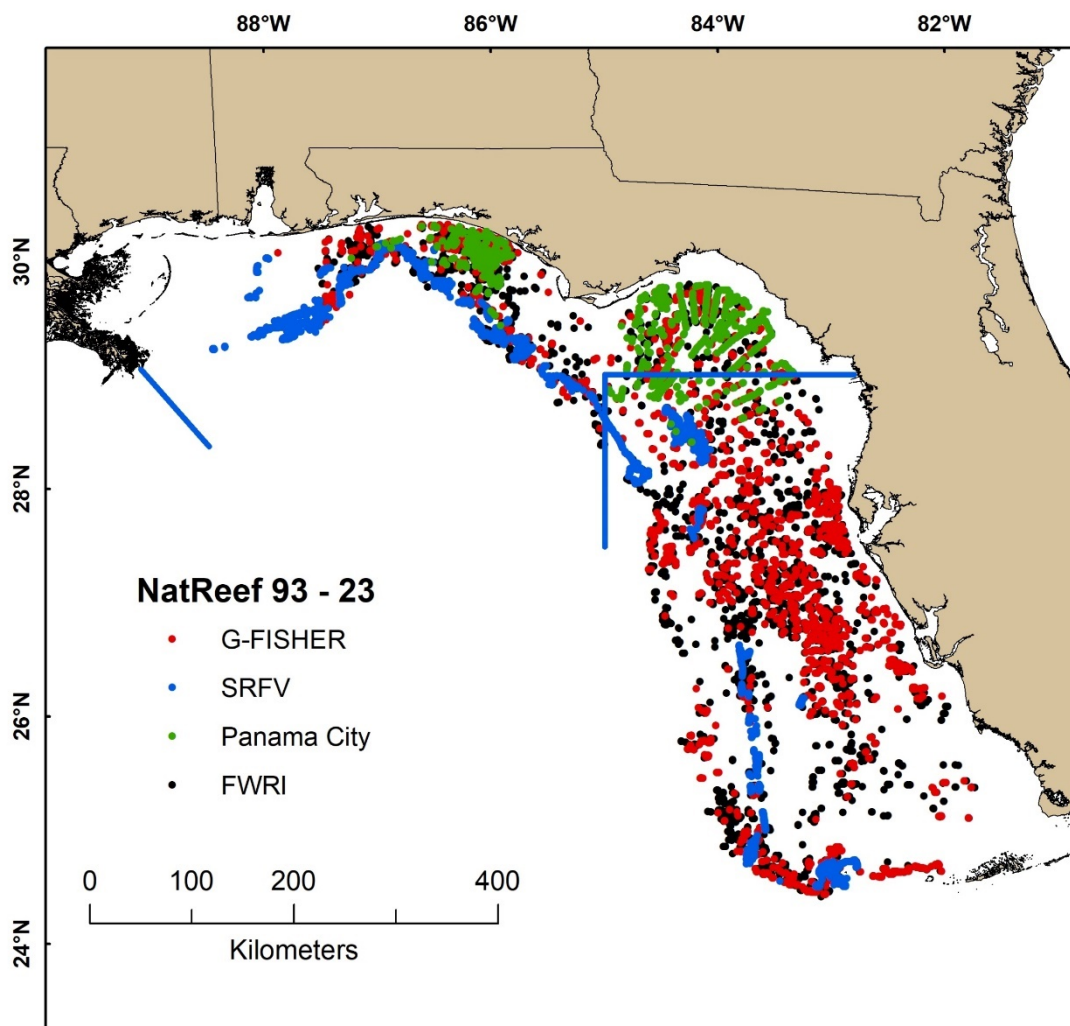 88°W 86°W 84°W 82°W
30°N
28°N
NatReef 93 - 23
G-FISHER
SRFV
Panama City
FWRI
26°N
0 100 200 400
Kilometers
24°N